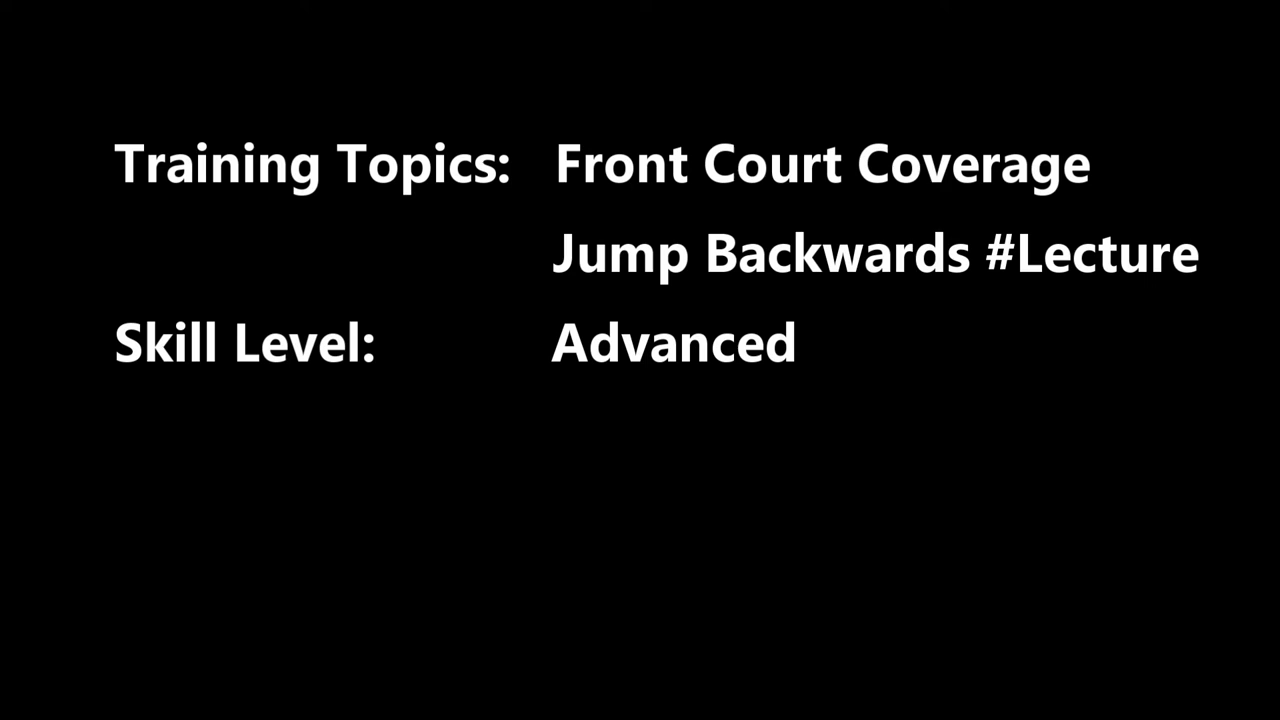 Training Topics: Front Court Coverage
Jump Backwards #Lecture
Skill Level: Advanced